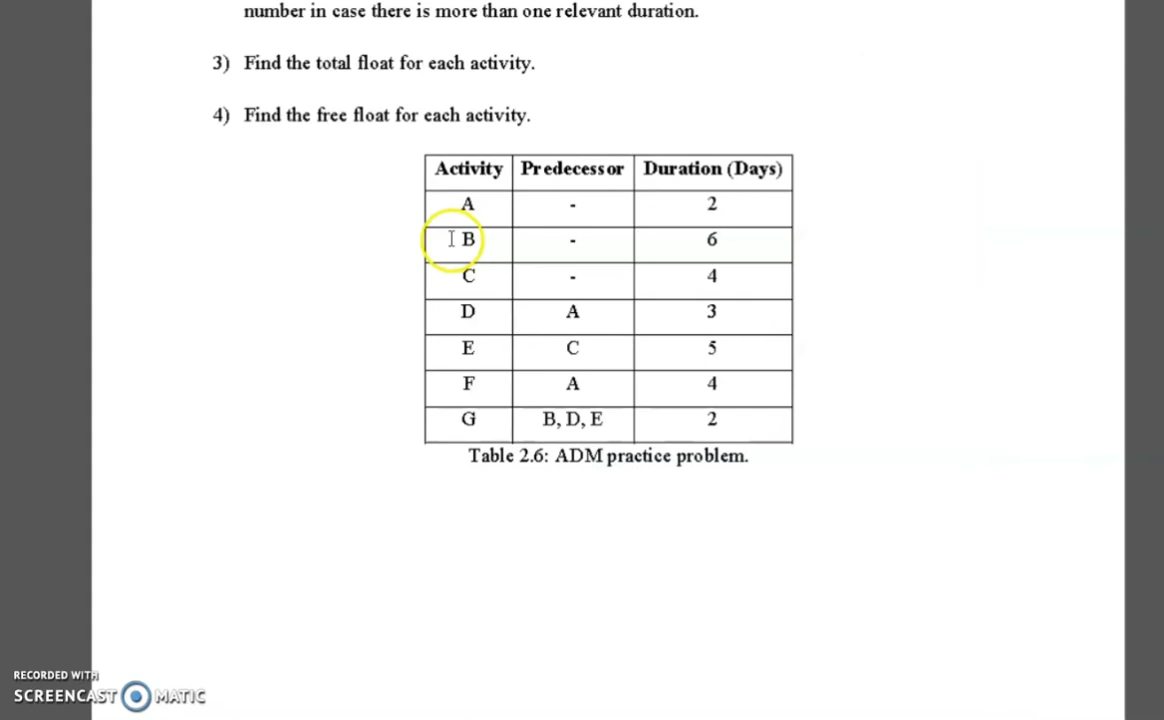 number in case there is more than one relevant duration.
3) Find the total float for each activity.
4) Find the free float for each activity.
Activity Predecessor Duration (Days)
A - 2
B - 6
C - 4
D A 3
E C 5
F A 4
G B, D, E 2
Table 2.6: ADM practice problem.
RECORDED WITH
SCREENCAST MATIC